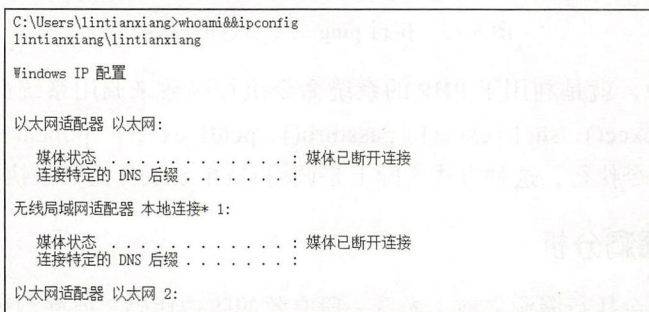 C:\Users\lintianxiang>whoami&&ipconfig
lintianxiang\lintianxiang
Windows IP 配置
以太网适配器 以太网:
媒体状态 . . . . . . . . . . . . : 媒体已断开连接
连接特定的 DNS 后缀 . . . . . . . :
无线局域网适配器 本地连接* 1:
媒体状态 . . . . . . . . . . . . : 媒体已断开连接
连接特定的 DNS 后缀 . . . . . . . :
以太网适配器 以太网 2: